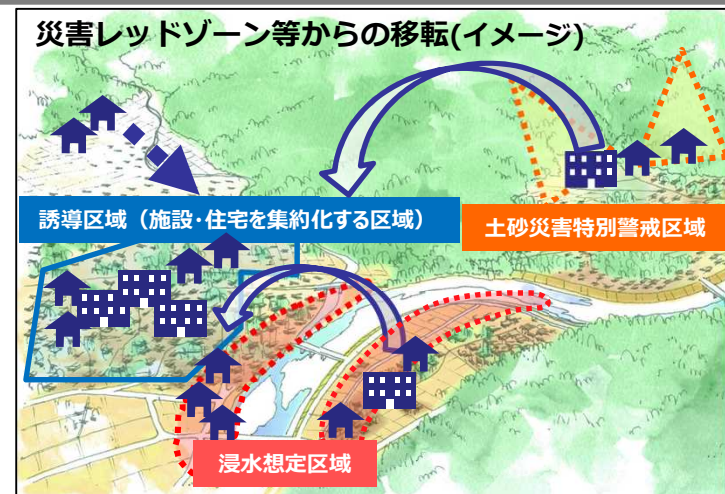 災害レッドゾーン等からの移転(イメージ)
誘導区域（施設・住宅を集約化する区域）
土砂災害特別警戒区域
浸水想定区域